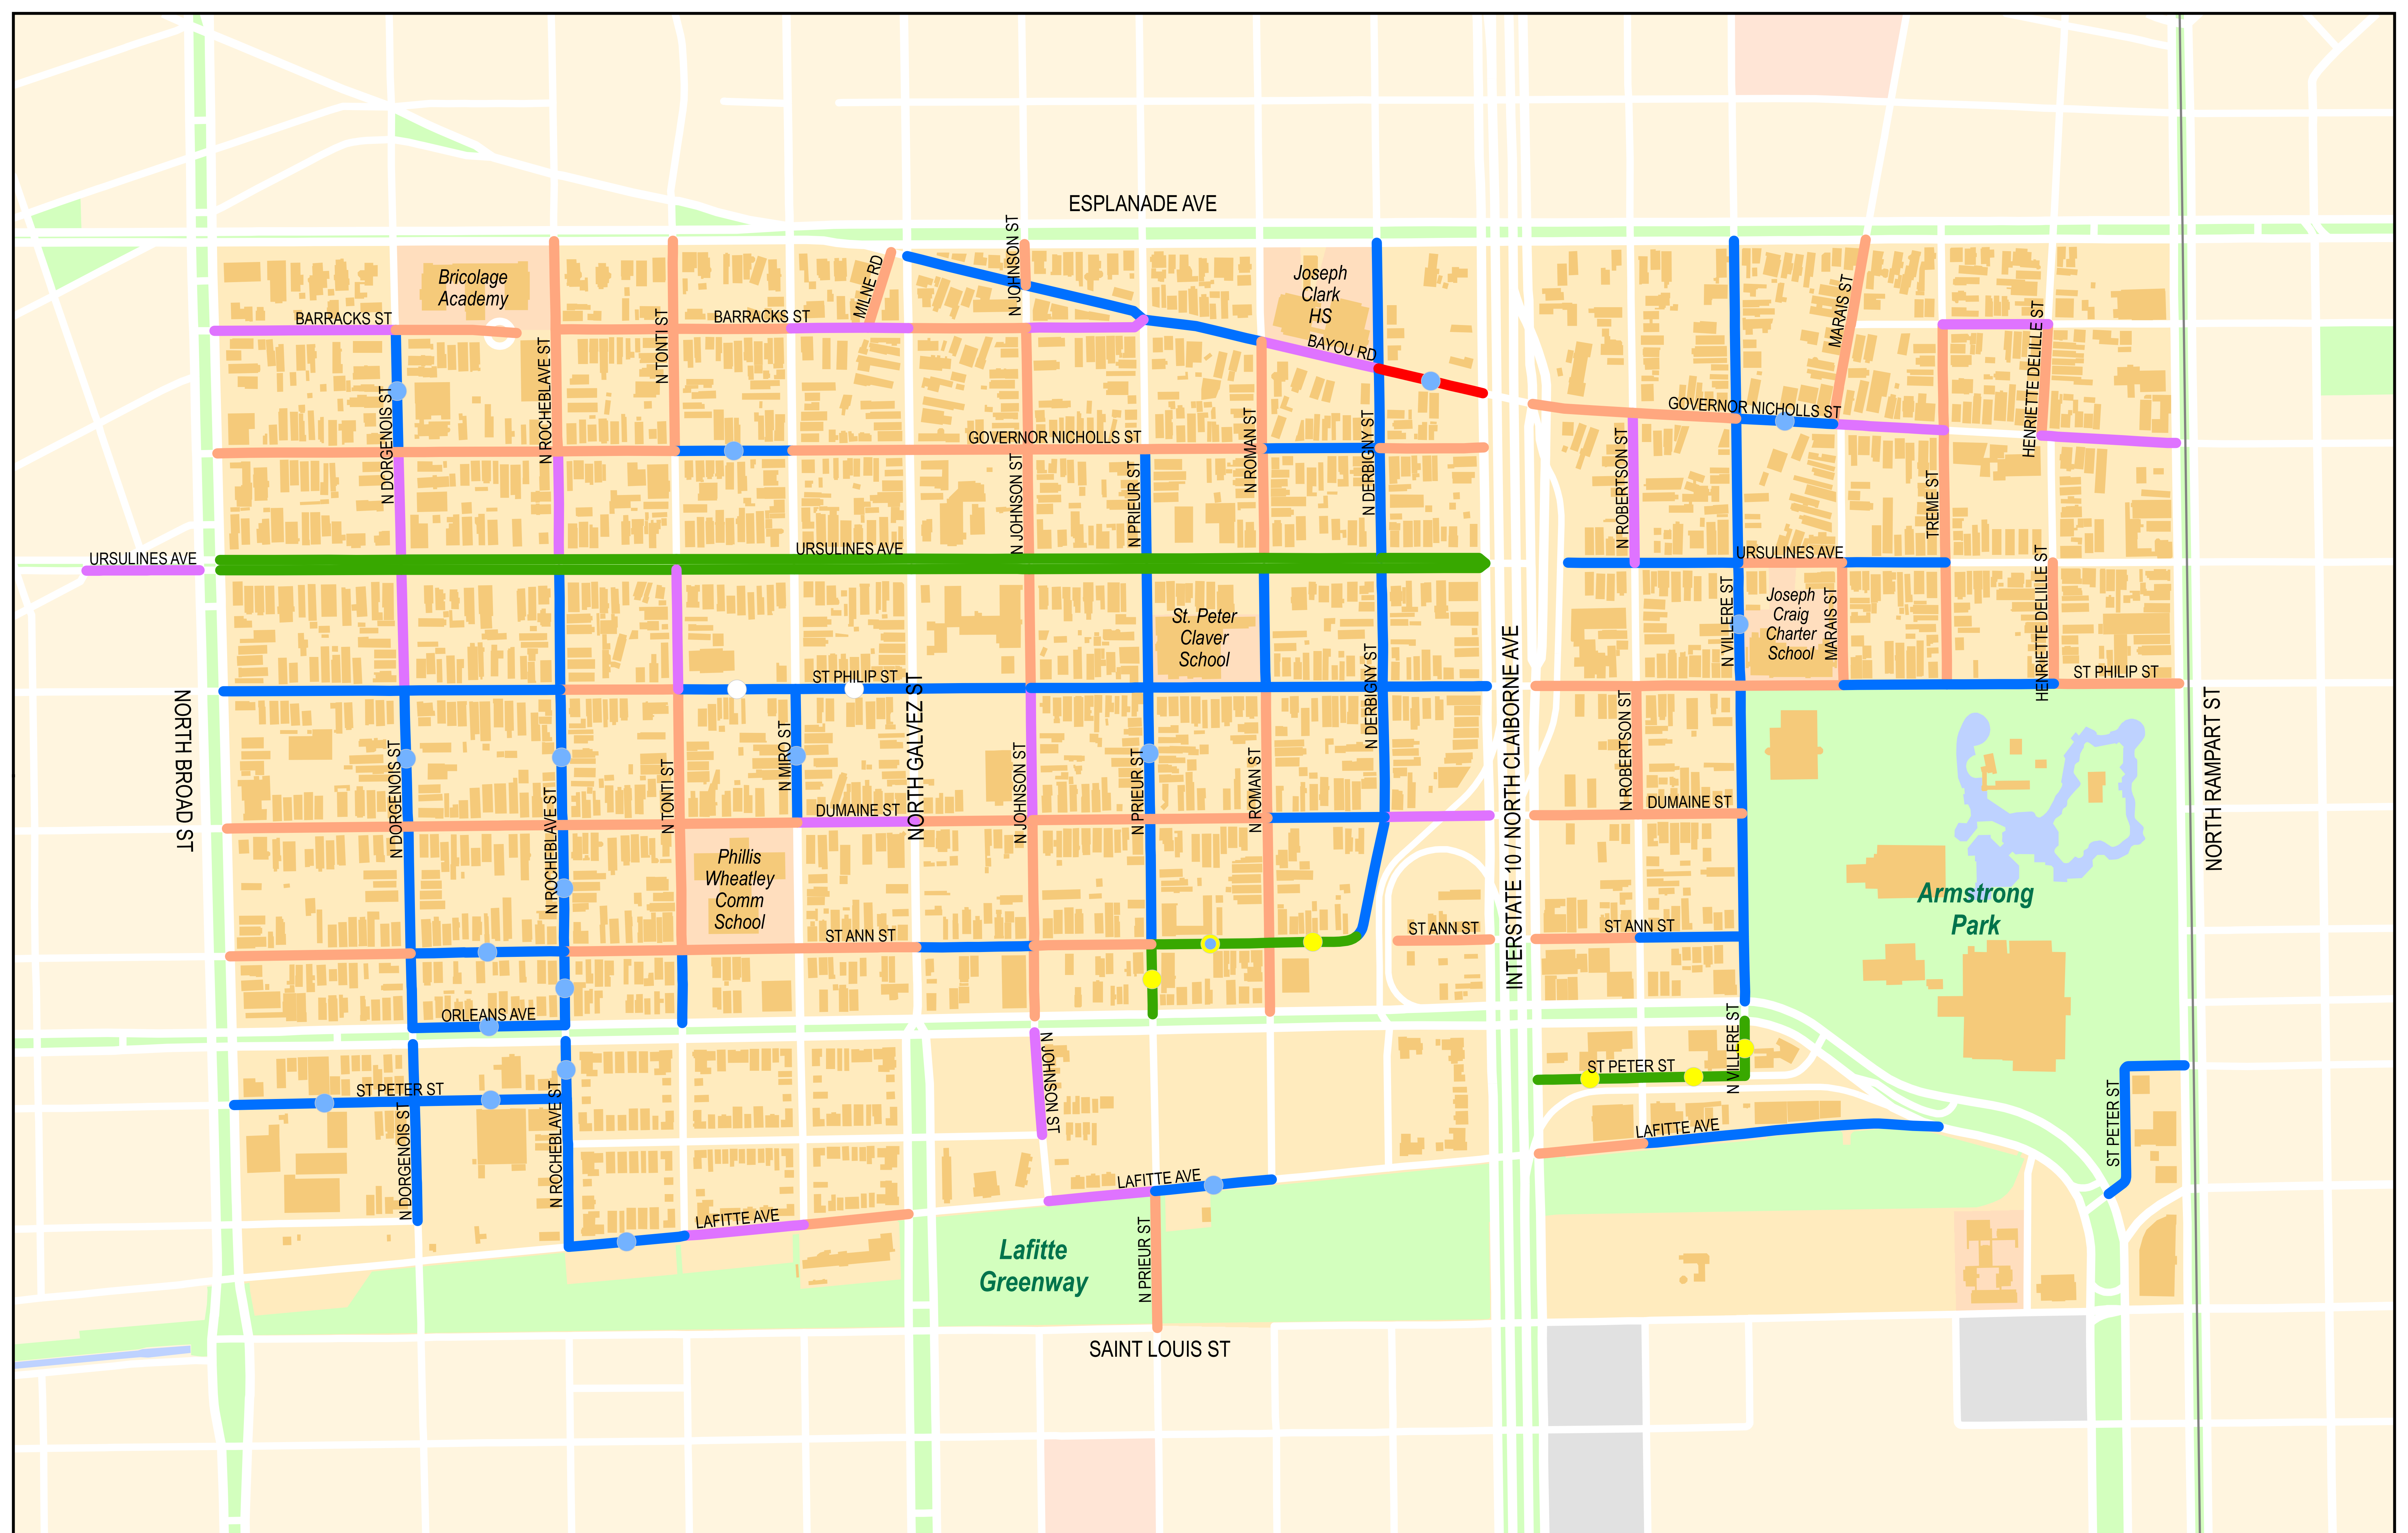 ESPLANADE AVE
N JOHNSON ST
MILNE RD
Bricolage
Academy
Joseph
Clark
HS
BARRACKS ST
BARRACKS ST
N TONTI ST
N ROCHEBLAVE ST
BAYOU RD
MARAIS ST
HENRIETTE DELILLE ST
N DORGENOIS ST
GOVERNOR NICHOLLS ST
GOVERNOR NICHOLLS ST
N JOHNSON ST
N PRIEUR ST
N ROMAN ST
N DERBIGNY ST
N ROBERTSON ST
TREME ST
URSULINES AVE
URSULINES AVE
URSULINES AVE
HENRIETTE DELILLE ST
St. Peter
Claver
School
N VILLERE ST
Joseph
Craig
Charter
School
MARAIS ST
ST PHILIP ST
ST PHILIP ST
NORTH BROAD ST
NORTH GALVEZ ST
N DERBIGNY ST
INTERSTATE 10 / NORTH CLAIBORNE AVE
N ROBERTSON ST
NORTH RAMPART ST
N DORGENOIS ST
N ROCHEBLAVE ST
N TONTI ST
N MIRO ST
N JOHNSON ST
N PRIEUR ST
N ROMAN ST
DUMAINE ST
DUMAINE ST
Phillis
Wheatley
Comm
School
Armstrong
Park
ST ANN ST
ST ANN ST
ST ANN ST
ORLEANS AVE
N JOHNSON ST
N VILLERE ST
ST PETER ST
ST PETER ST
N DORGENOIS ST
N ROCHEBLAVE ST
LAFITTE AVE
ST PETER ST
LAFITTE AVE
LAFITTE AVE
N PRIEUR ST
Lafitte
Greenway
SAINT LOUIS ST